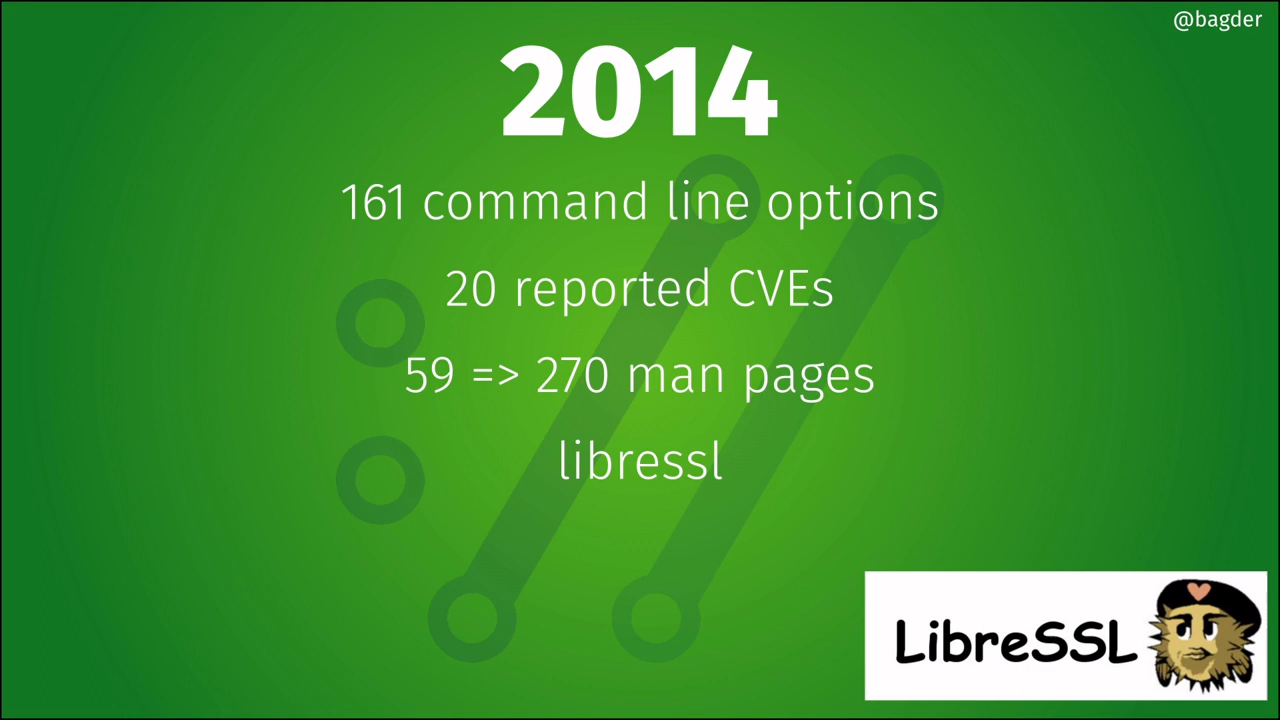 @bagder
2014
161 command line options
20 reported CVEs
59 => 270 man pages
libressl
LibreSSL